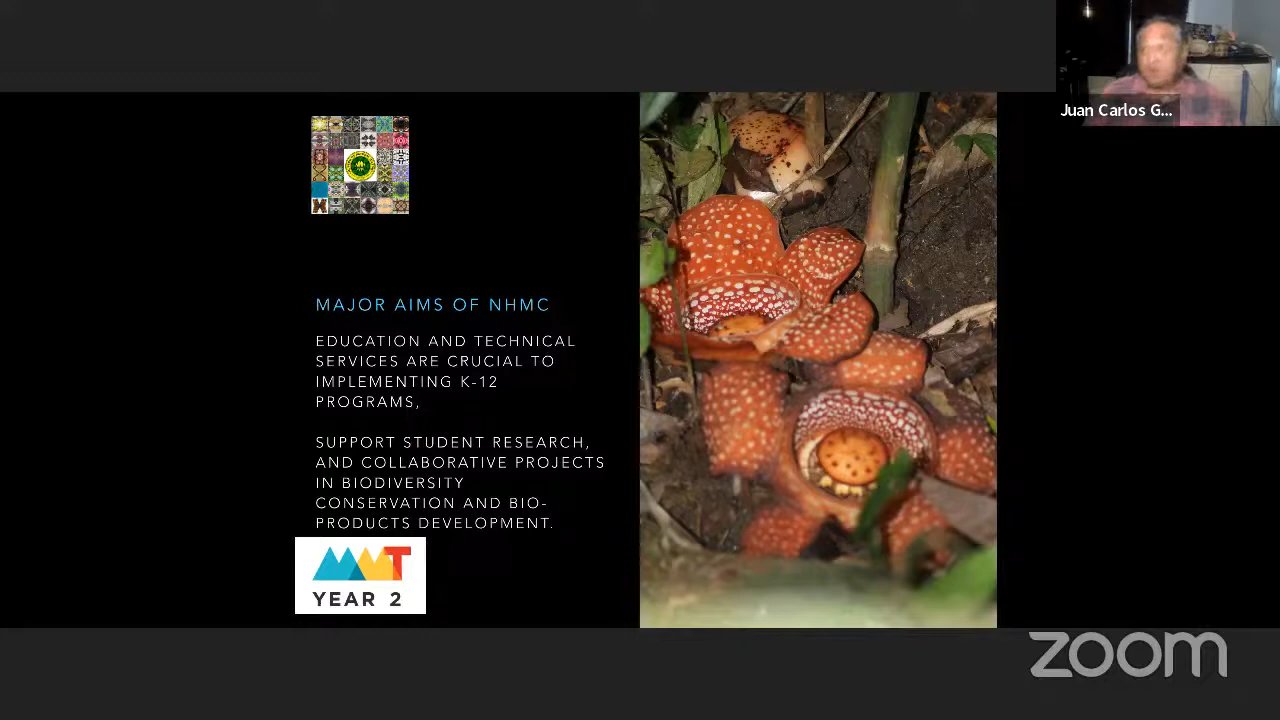 Juan Carlos G...
MAJOR AIMS OF NHMC
EDUCATION AND TECHNICAL
SERVICES ARE CRUCIAL TO
IMPLEMENTING K-12
PROGRAMS,
SUPPORT STUDENT RESEARCH,
AND COLLABORATIVE PROJECTS
IN BIODIVERSITY
CONSERVATION AND BIO-
PRODUCTS DEVELOPMENT.
MMT
YEAR 2
zoom